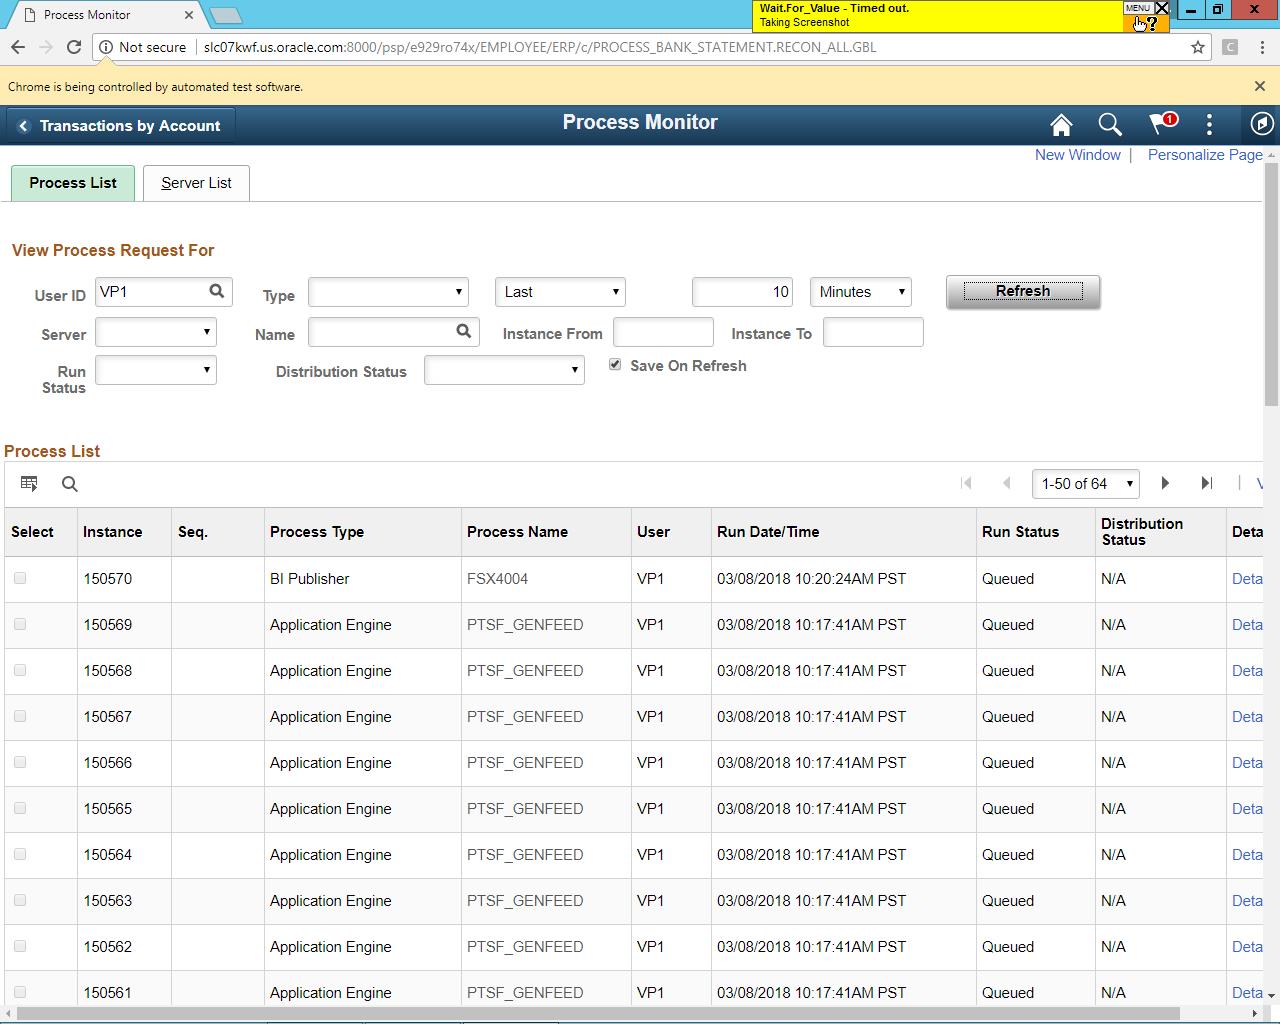 Process Monitor
Wait.For_Value - Timed out.
Taking Screenshot
MENU
Not secure
slc07kwf.us.oracle.com:8000/psp/e929ro74x/EMPLOYEE/ERP/c/PROCESS_BANK_STATEMENT.RECON_ALL.GBL
C
Chrome is being controlled by automated test software.
Transactions by Account
Process Monitor
1
New Window | Personalize Page
Process List
Server List
View Process Request For
User ID VP1 Type Last 10 Minutes Refresh
Server Name Instance From Instance To
Run Status Distribution Status Save On Refresh
Process List
1-50 of 64 | V
Select Instance Seq. Process Type Process Name User Run Date/Time Run Status Distribution Status Deta
150570 BI Publisher FSX4004 VP1 03/08/2018 10:20:24AM PST Queued N/A Deta
150569 Application Engine PTSF_GENFEED VP1 03/08/2018 10:17:41AM PST Queued N/A Deta
150568 Application Engine PTSF_GENFEED VP1 03/08/2018 10:17:41AM PST Queued N/A Deta
150567 Application Engine PTSF_GENFEED VP1 03/08/2018 10:17:41AM PST Queued N/A Deta
150566 Application Engine PTSF_GENFEED VP1 03/08/2018 10:17:41AM PST Queued N/A Deta
150565 Application Engine PTSF_GENFEED VP1 03/08/2018 10:17:41AM PST Queued N/A Deta
150564 Application Engine PTSF_GENFEED VP1 03/08/2018 10:17:41AM PST Queued N/A Deta
150563 Application Engine PTSF_GENFEED VP1 03/08/2018 10:17:41AM PST Queued N/A Deta
150562 Application Engine PTSF_GENFEED VP1 03/08/2018 10:17:41AM PST Queued N/A Deta
150561 Application Engine PTSF_GENFEED VP1 03/08/2018 10:17:41AM PST Queued N/A Deta